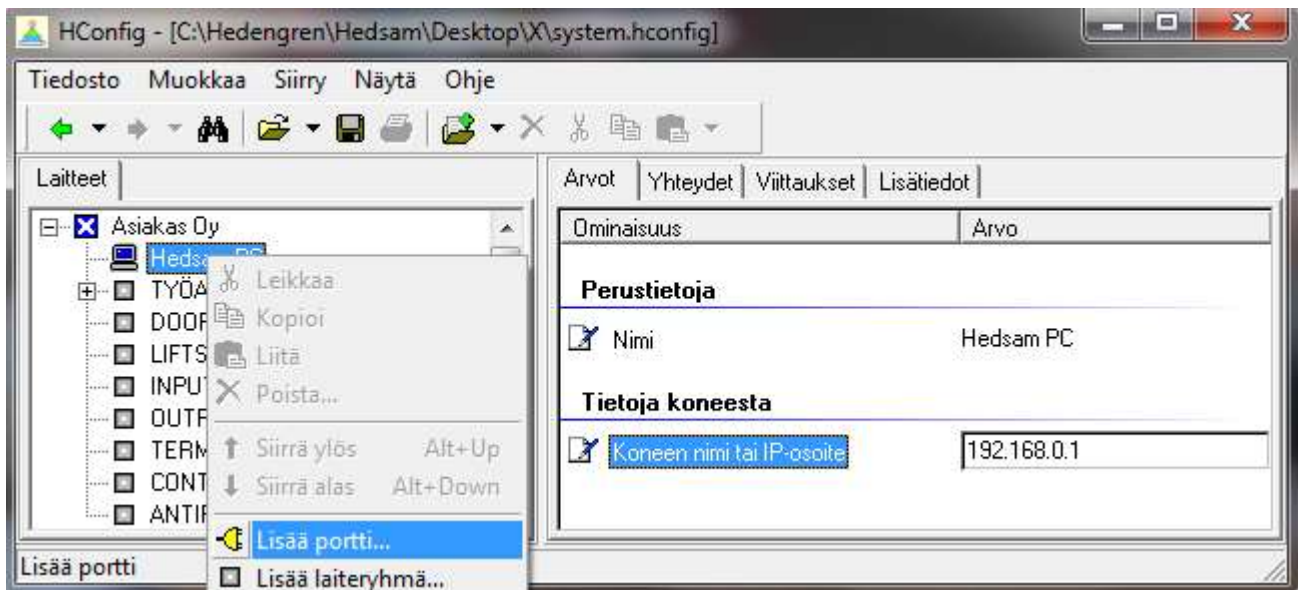 HConfig - [C:\Hedengren\Hedsam\Desktop\X\system.hconfig]
Tiedosto Muokkaa Siirry Näytä Ohje
Laitteet
Asiakas Oy
Leikkaa
Kopioi
Liitä
Poista...
Siirrä ylös Alt+Up
Siirrä alas Alt+Down
Lisää portti...
Lisää laiteryhmä...
Arvot Yhteydet Viittaukset Lisätiedot
Ominaisuus Arvo
Perustietoja
Nimi Hedsam PC
Tietoja koneesta
Koneen nimi tai IP-osoite 192.168.0.1
Lisää portti